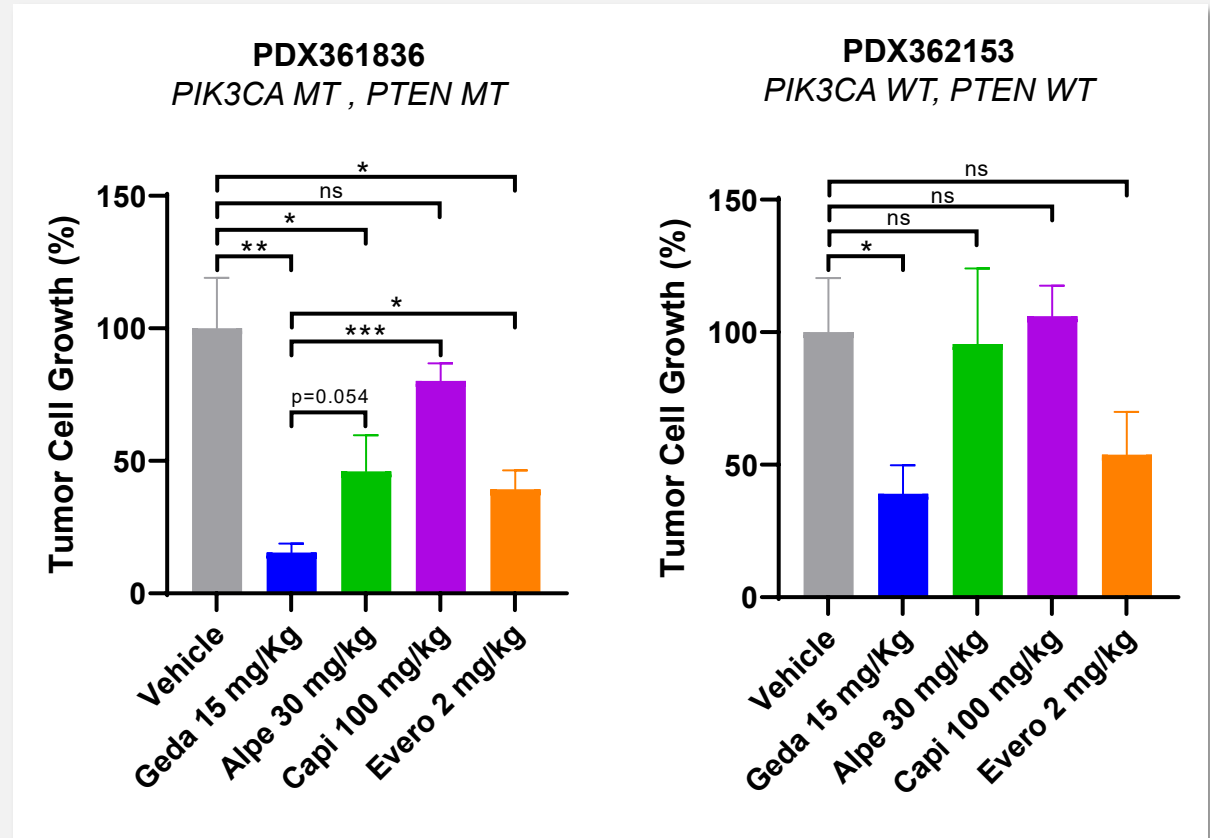 PDX361836
PIK3CA MT , PTEN MT
*
ns
*
**
*
***
p=0.054
150
100
50
0
Tumor Cell Growth (%)
Vehicle
Geda 15 mg/Kg
Alpe 30 mg/kg
Capi 100 mg/kg
Evero 2 mg/kg
PDX362153
PIK3CA WT, PTEN WT
ns
ns
ns
*
150
100
50
0
Tumor Cell Growth (%)
Vehicle
Geda 15 mg/Kg
Alpe 30 mg/kg
Capi 100 mg/kg
Evero 2 mg/kg